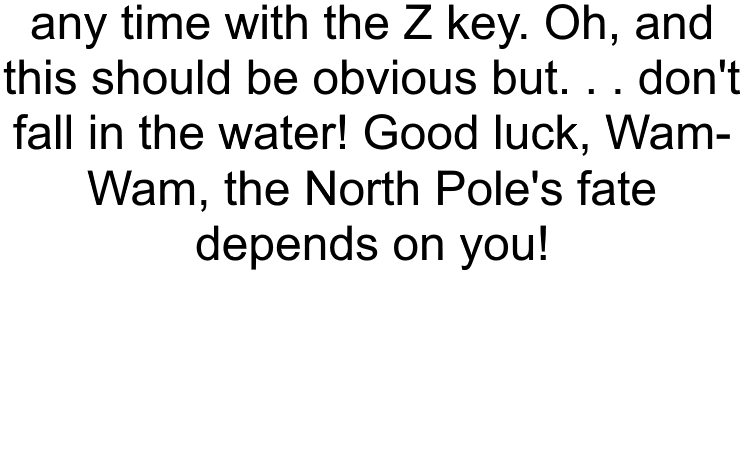 any time with the Z key. Oh, and
this should be obvious but. . . don't
fall in the water! Good luck, Wam-
Wam, the North Pole's fate
depends on you!